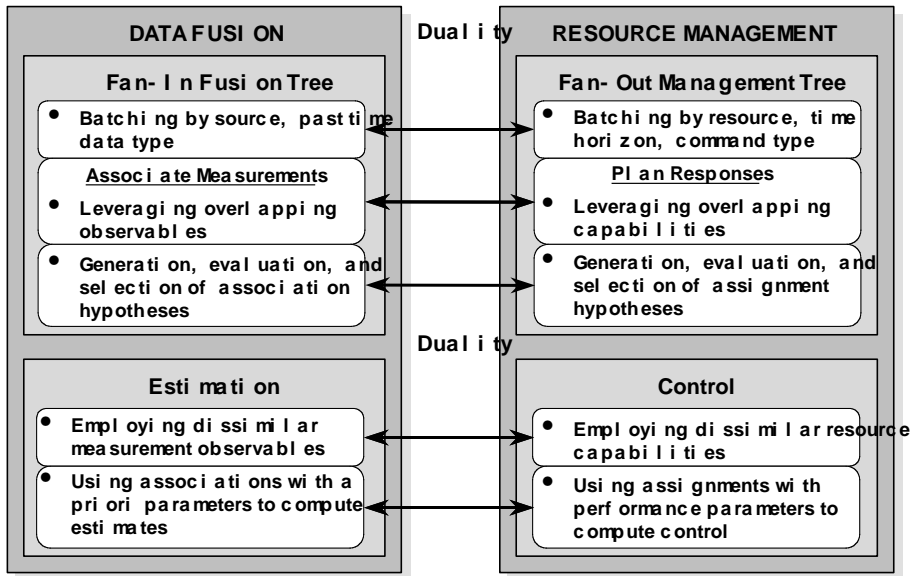 DATA FUSION
Duality
RESOURCE MANAGEMENT
Fan-In Fusion Tree
Fan-Out Management Tree
• Batching by source, past time
data type
• Batching by resource, time
horizon, command type
Associate Measurements
• Leveraging overlapping
observables
Plan Responses
• Leveraging overlapping
capabilities
• Generation, evaluation, and
selection of association
hypotheses
• Generation, evaluation, and
selection of assignment
hypotheses
Duality
Estimation
Control
• Employing dissimilar
measurement observables
• Employing dissimilar resource
capabilities
• Using associations with a
priori parameters to compute
estimates
• Using assignments with
performance parameters to
compute control